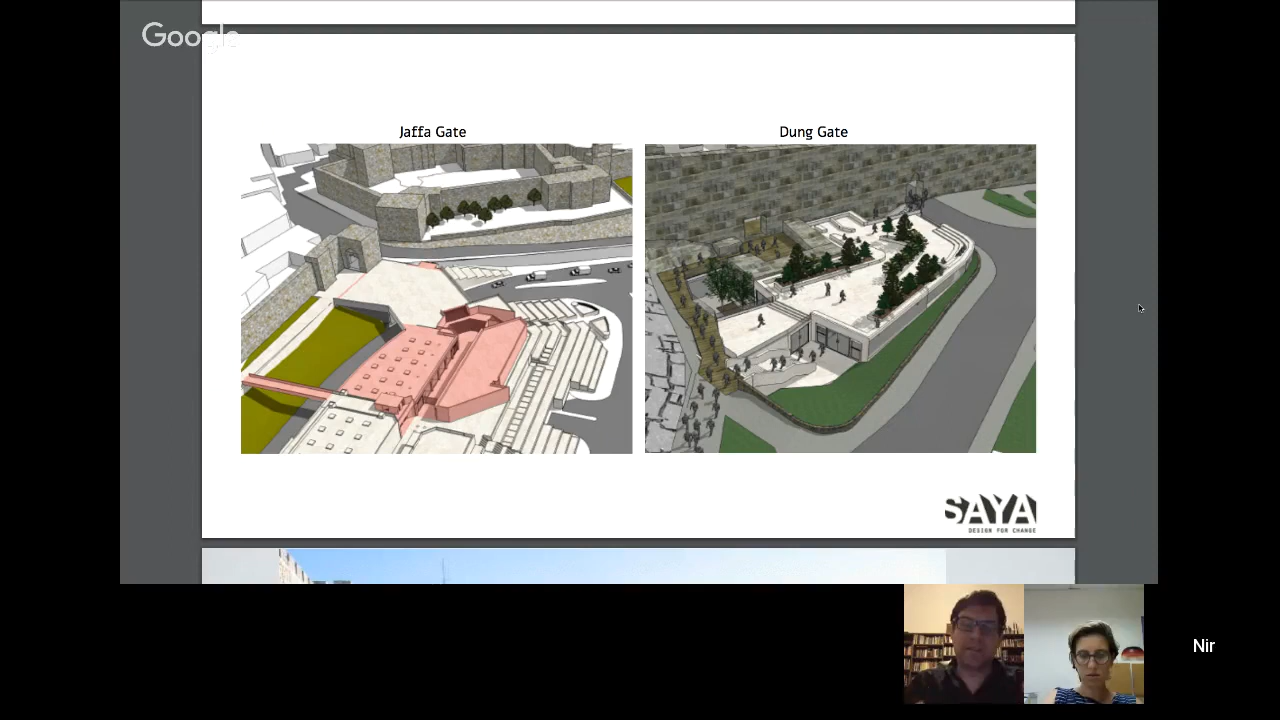 Google
Jaffa Gate
Dung Gate
SAYA
DESIGN FOR CHANGE
Nir